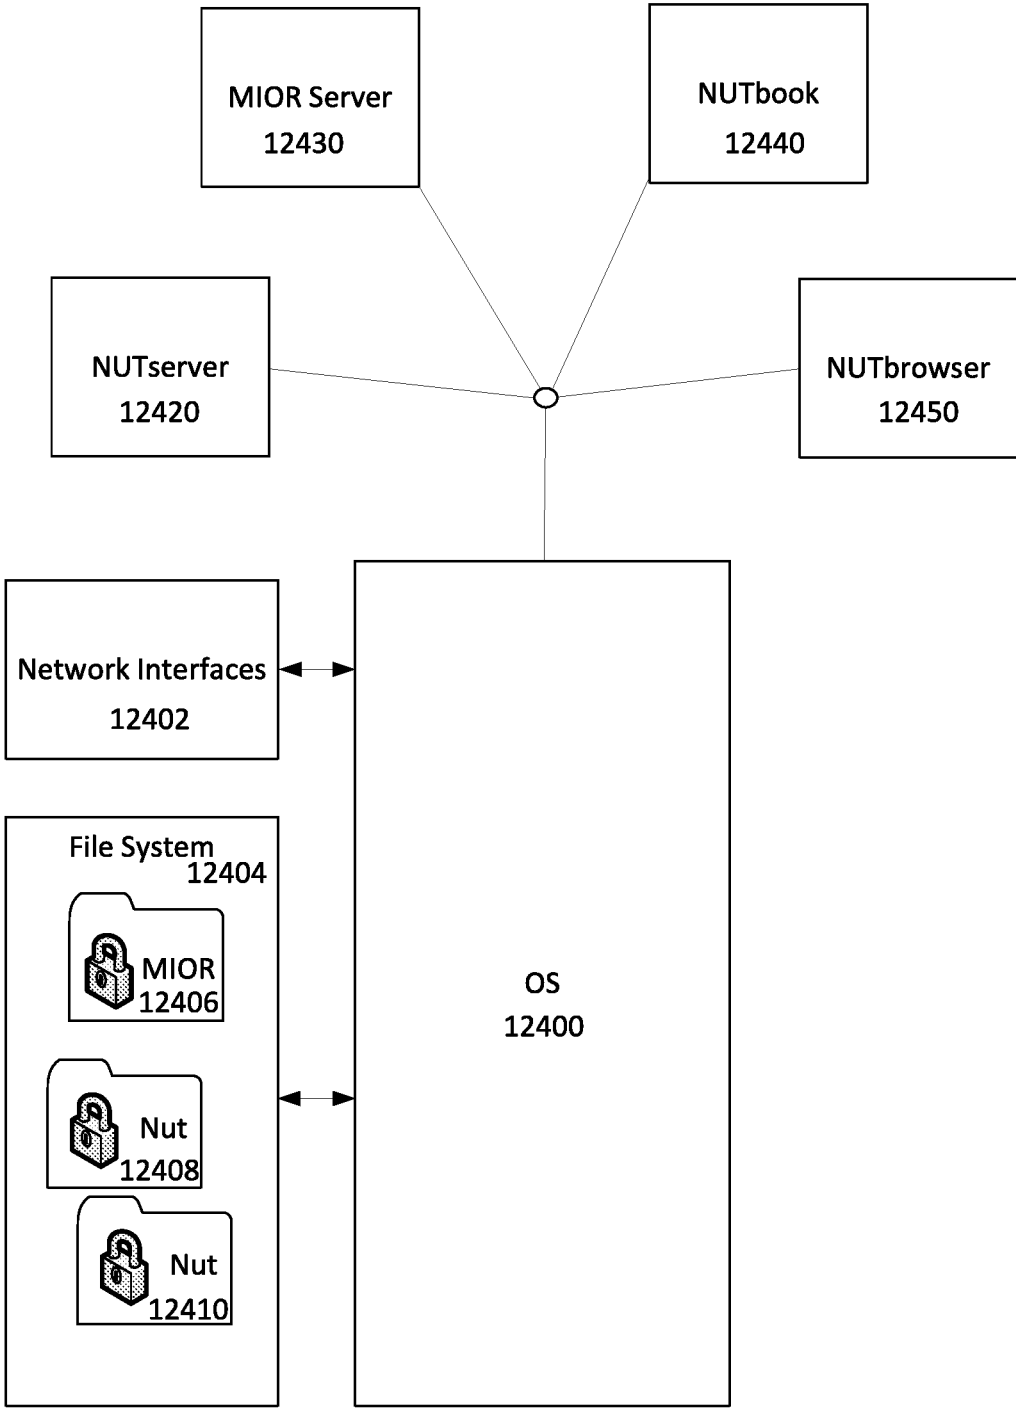 MIOR Server
12430
NUTbook
12440
NUTserver
12420
NUTbrowser
12450
Network Interfaces
12402
File System
12404
MIOR
12406
Nut
12408
Nut
12410
OS
12400